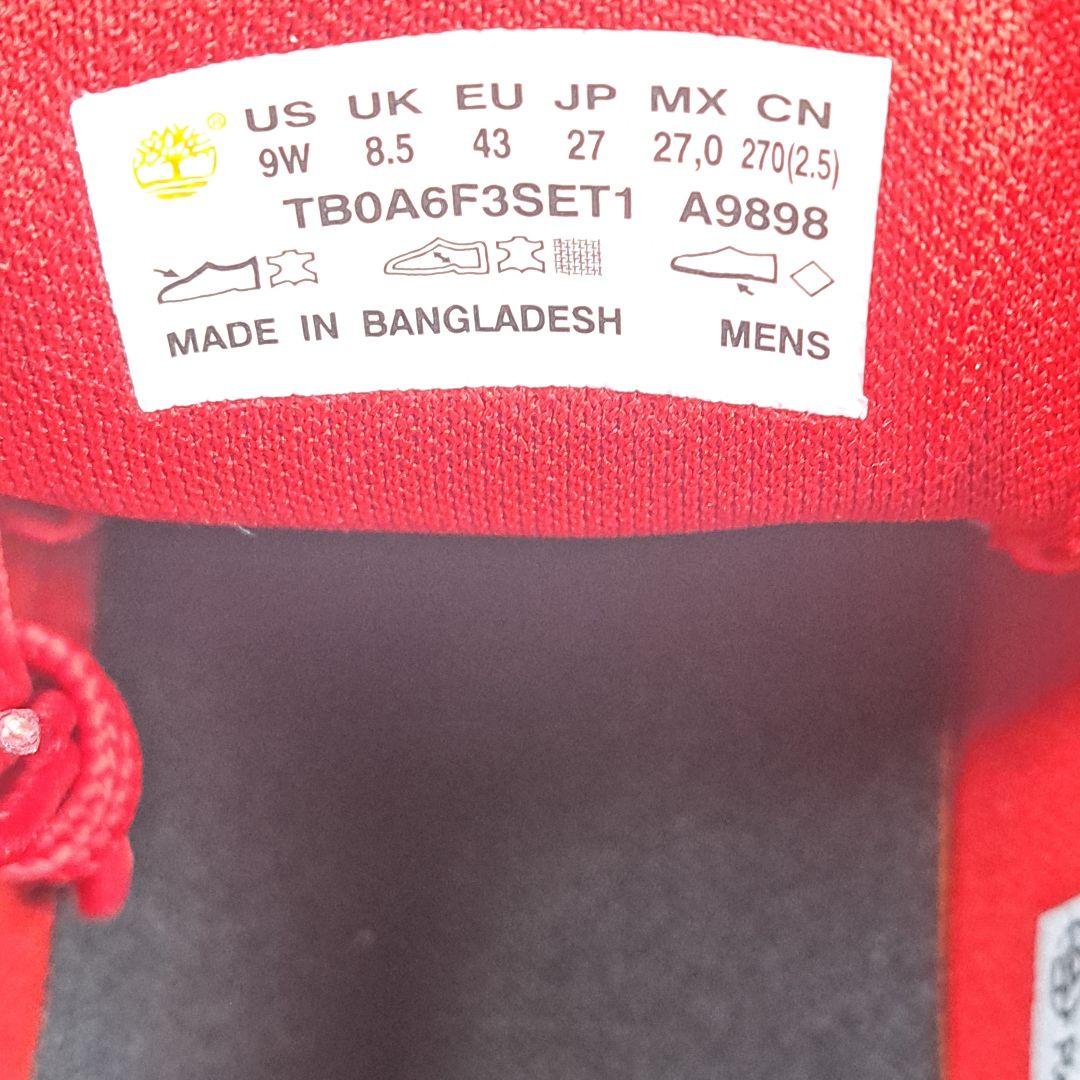 ® US UK EU JP MX CN
9W 8.5 43 27 27,0 270(2.5)
TB0A6F3SET1 A9898
MADE IN BANGLADESH MENS